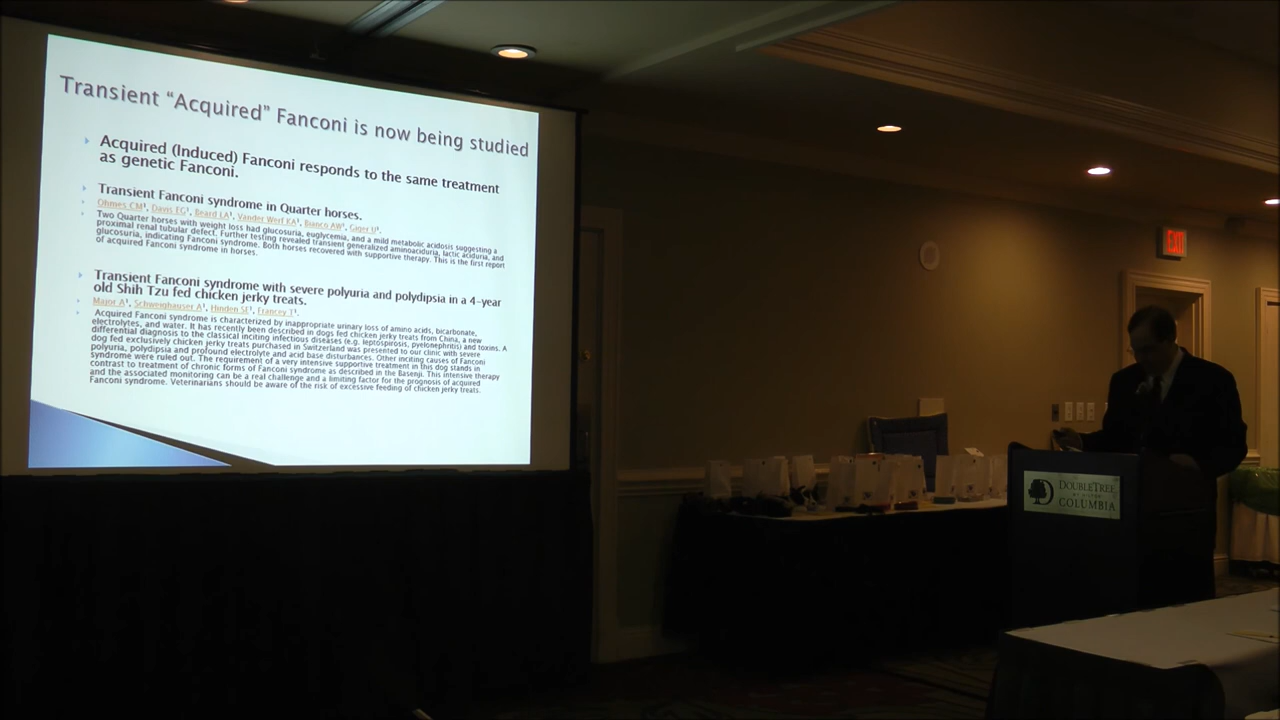 Transient “Acquired” Fanconi is now being studied
Acquired (Induced) Fanconi responds to the same treatment
as genetic Fanconi.
Transient Fanconi syndrome in Quarter horses.
Ohmes CM¹, Davis EG¹, Beard LA¹, Vander Werf KA¹, Bianco AW¹, Giger U¹.
Two Quarter horses with weight loss had glucosuria, euglycemia, and a mild metabolic acidosis suggesting a
proximal renal tubular defect. Further testing revealed transient generalized aminoaciduria, lactic aciduria, and
glucosuria, indicating Fanconi syndrome. Both horses recovered with supportive therapy. This is the first report
of acquired Fanconi syndrome in horses.
Transient Fanconi syndrome with severe polyuria and polydipsia in a 4-year
old Shih Tzu fed chicken jerky treats.
Major A¹, Schweighauser A¹, Hinden SE¹, Francey T¹.
Acquired Fanconi syndrome is characterized by inappropriate urinary loss of amino acids, bicarbonate,
electrolytes, and water. It has recently been described in dogs fed chicken jerky treats from China, a new
differential diagnosis to the classical inciting infectious diseases (e.g. leptospirosis, pyelonephritis) and toxins. A
dog fed exclusively chicken jerky treats purchased in Switzerland was presented to our clinic with severe
polyuria, polydipsia and profound electrolyte and acid base disturbances. Other inciting causes of Fanconi
syndrome were ruled out. The requirement of a very intensive supportive treatment in this dog stands in
contrast to treatment of chronic forms of Fanconi syndrome as described in the Basenji. This intensive therapy
and the associated monitoring can be a real challenge and a limiting factor for the prognosis of acquired
Fanconi syndrome. Veterinarians should be aware of the risk of excessive feeding of chicken jerky treats.
EXIT
D
DOUBLETREE
BY HILTON
COLUMBIA